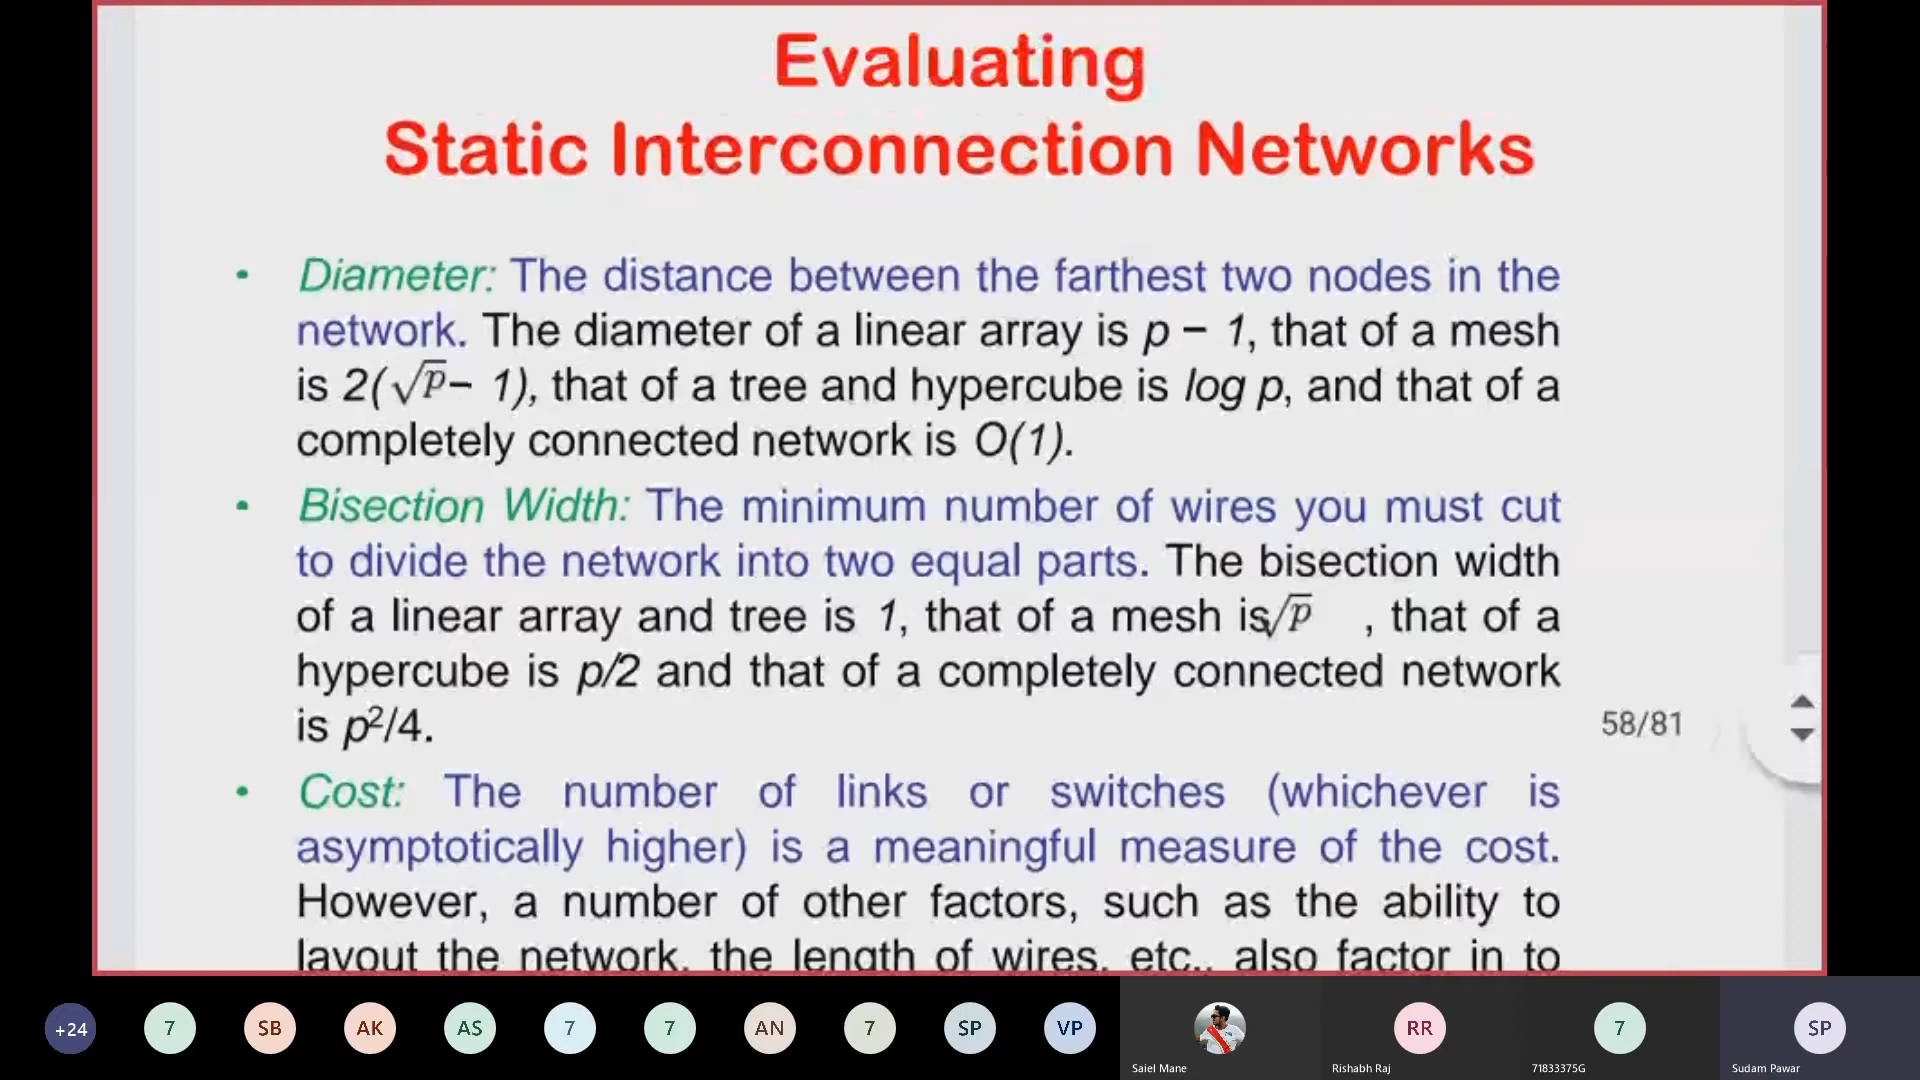 Evaluating
Static Interconnection Networks
• Diameter: The distance between the farthest two nodes in the
network. The diameter of a linear array is p − 1, that of a mesh
is 2(√p− 1), that of a tree and hypercube is log p, and that of a
completely connected network is O(1).
• Bisection Width: The minimum number of wires you must cut
to divide the network into two equal parts. The bisection width
of a linear array and tree is 1, that of a mesh is√p , that of a
hypercube is p/2 and that of a completely connected network
is p²/4.
58/81
• Cost: The number of links or switches (whichever is
asymptotically higher) is a meaningful measure of the cost.
However, a number of other factors, such as the ability to
layout the network, the length of wires, etc., also factor in to
+24 7 SB AK AS 7 7 AN 7 SP VP RR 7 SP
Saiel Mane Rishabh Raj 71833375G Sudam Pawar